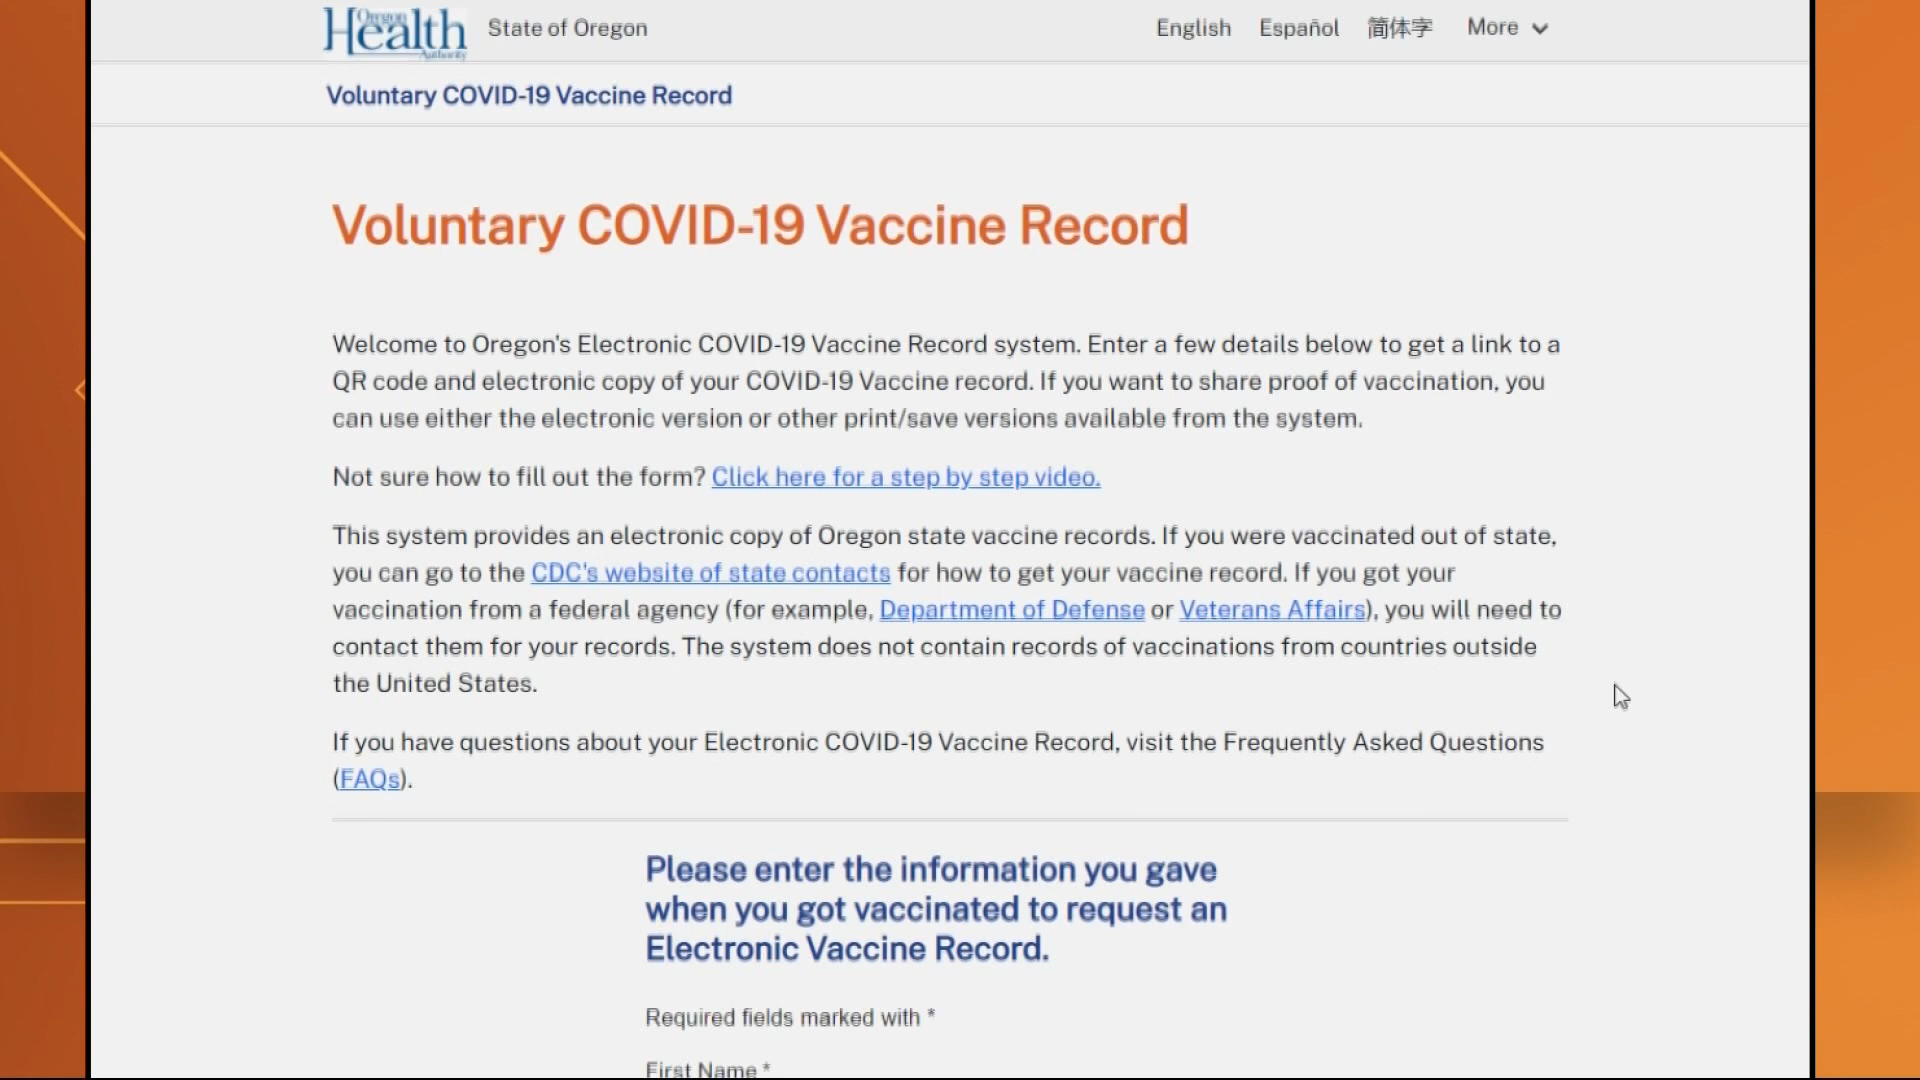 Oregon
Health
Authority
State of Oregon
English Español 简体字 More
Voluntary COVID-19 Vaccine Record
Voluntary COVID-19 Vaccine Record
Welcome to Oregon's Electronic COVID-19 Vaccine Record system. Enter a few details below to get a link to a
QR code and electronic copy of your COVID-19 Vaccine record. If you want to share proof of vaccination, you
can use either the electronic version or other print/save versions available from the system.
Not sure how to fill out the form? Click here for a step by step video.
This system provides an electronic copy of Oregon state vaccine records. If you were vaccinated out of state,
you can go to the CDC's website of state contacts for how to get your vaccine record. If you got your
vaccination from a federal agency (for example, Department of Defense or Veterans Affairs), you will need to
contact them for your records. The system does not contain records of vaccinations from countries outside
the United States.
If you have questions about your Electronic COVID-19 Vaccine Record, visit the Frequently Asked Questions
(FAQs).
Please enter the information you gave
when you got vaccinated to request an
Electronic Vaccine Record.
Required fields marked with *
First Name *